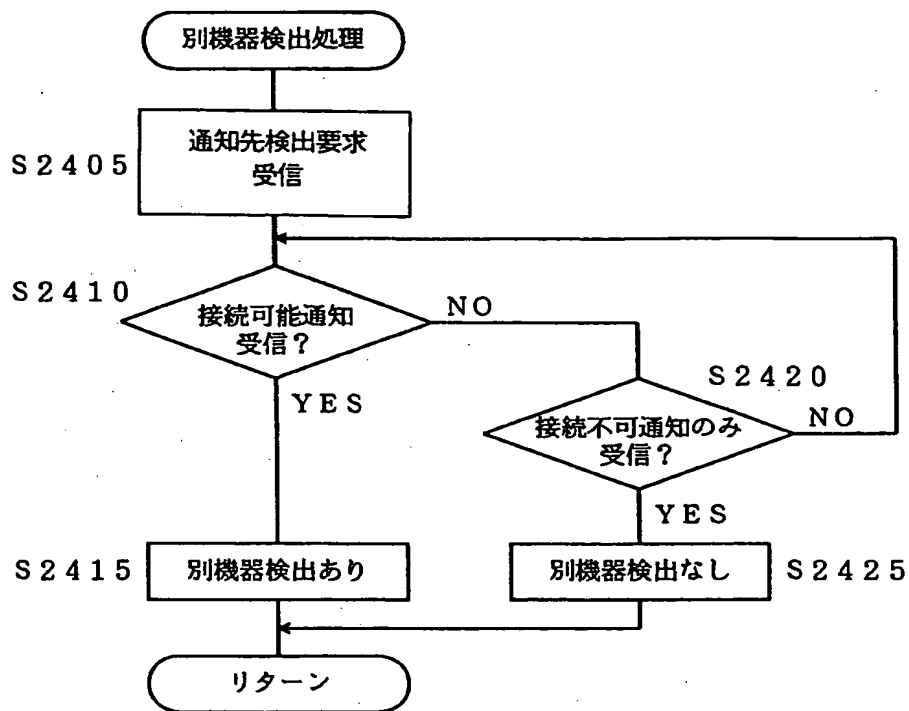 別機器検出処理
S2405
通知先検出要求
受信
S2410
接続可能通知
受信?
NO
YES
S2420
接続不可通知のみ
受信?
NO
YES
S2415
別機器検出あり
別機器検出なし
S2425
リターン